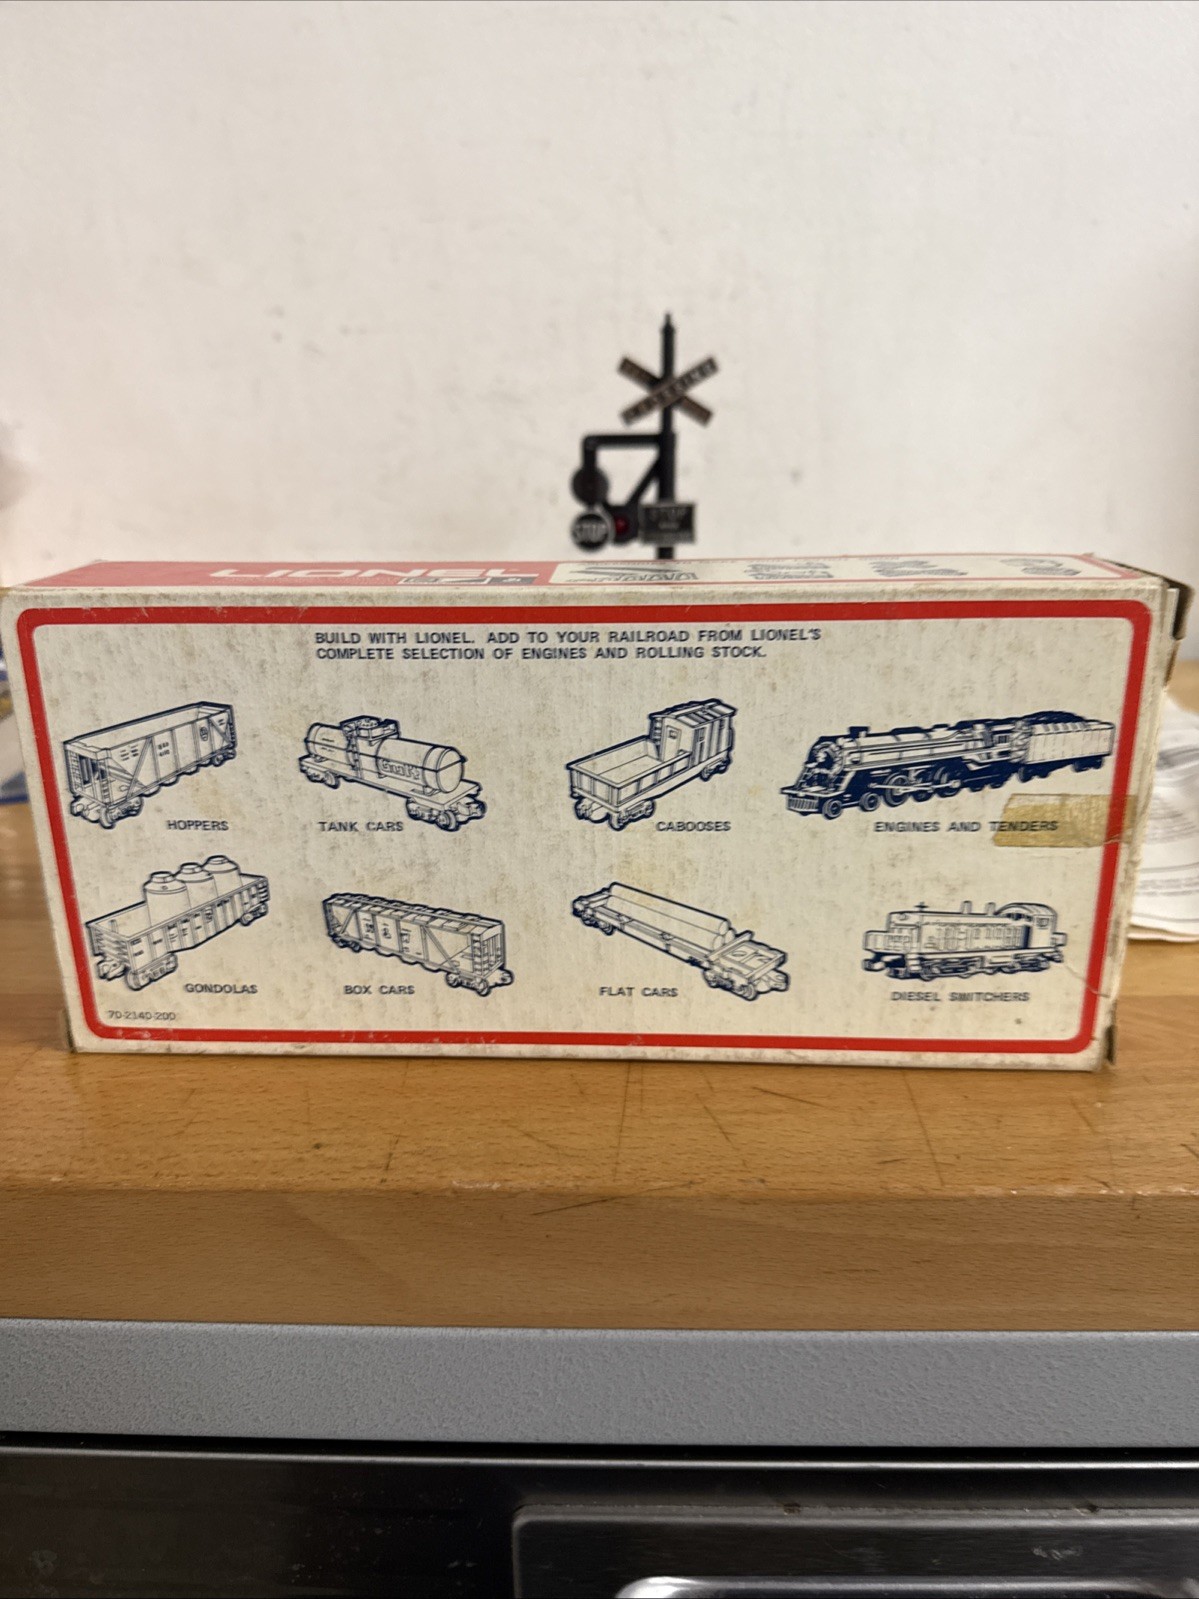 STOP
LIONEL
BUILD WITH LIONEL. ADD TO YOUR RAILROAD FROM LIONEL'S
COMPLETE SELECTION OF ENGINES AND ROLLING STOCK.
Gulf
HOPPERS
TANK CARS
CABOOSES
ENGINES AND TENDERS
GONDOLAS
BOX CARS
FLAT CARS
DIESEL SWITCHERS
70-2140-200